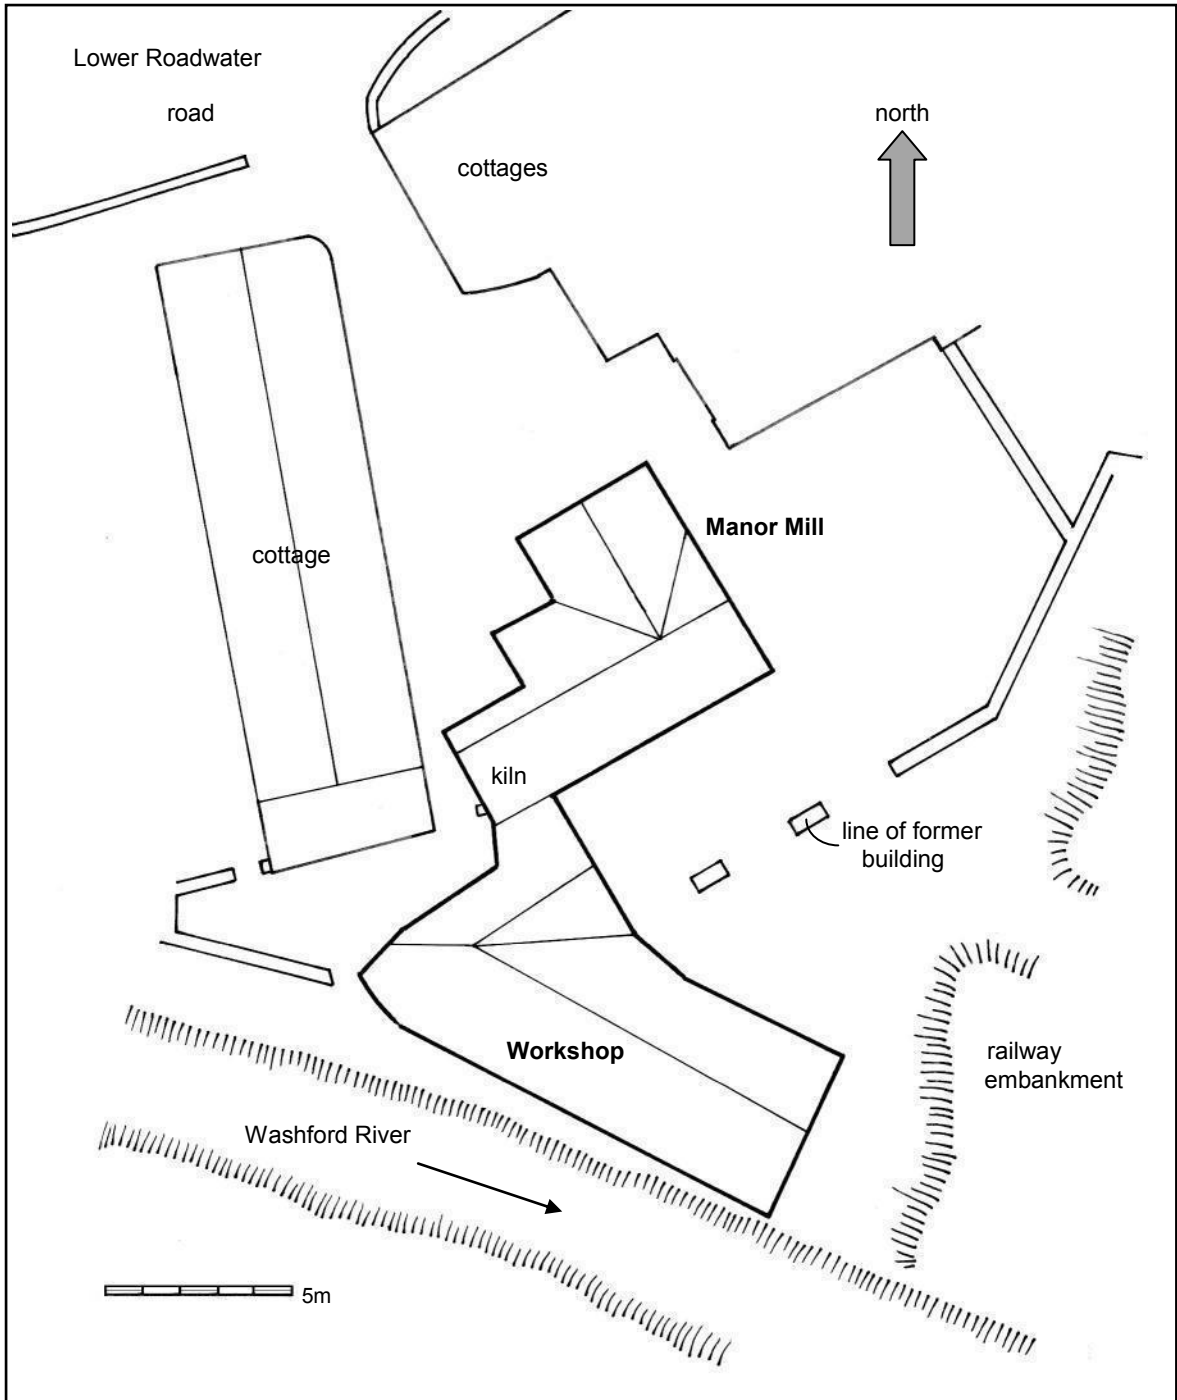 Lower Roadwater
road
north
cottages
Manor Mill
cottage
kiln
line of former
building
Workshop
railway
embankment
Washford River
5m